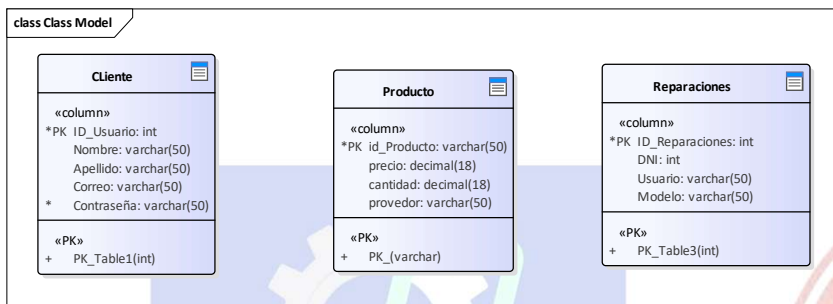 class Class Model
CLiente
«column»
*PK ID_Usuario: int
Nombre: varchar(50)
Apellido: varchar(50)
Correo: varchar(50)
* Contraseña: varchar(50)
«PK»
+ PK_Table1(int)
Producto
«column»
*PK id_Producto: varchar(50)
precio: decimal(18)
cantidad: decimal(18)
provedor: varchar(50)
«PK»
+ PK_(varchar)
Reparaciones
«column»
*PK ID_Reparaciones: int
DNI: int
Usuario: varchar(50)
Modelo: varchar(50)
«PK»
+ PK_Table3(int)